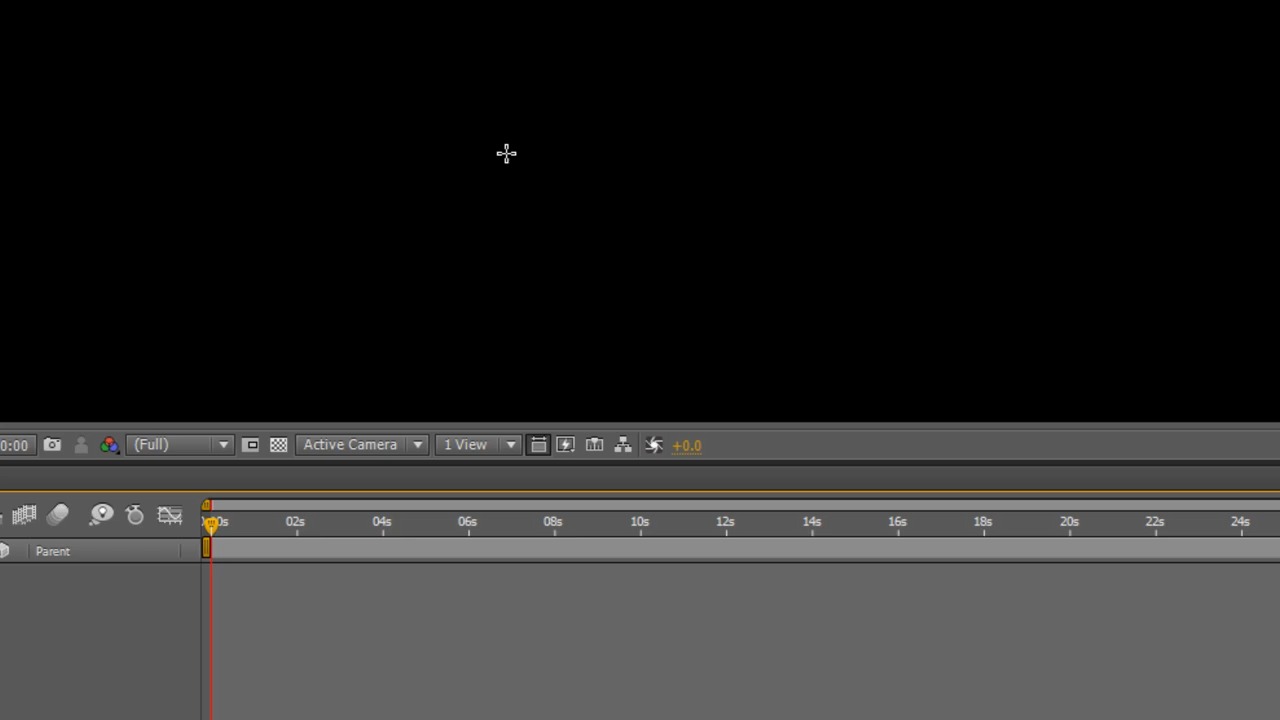 0:00 (Full) Active Camera 1 View +0.0
0s 02s 04s 06s 08s 10s 12s 14s 16s 18s 20s 22s 24s
Parent